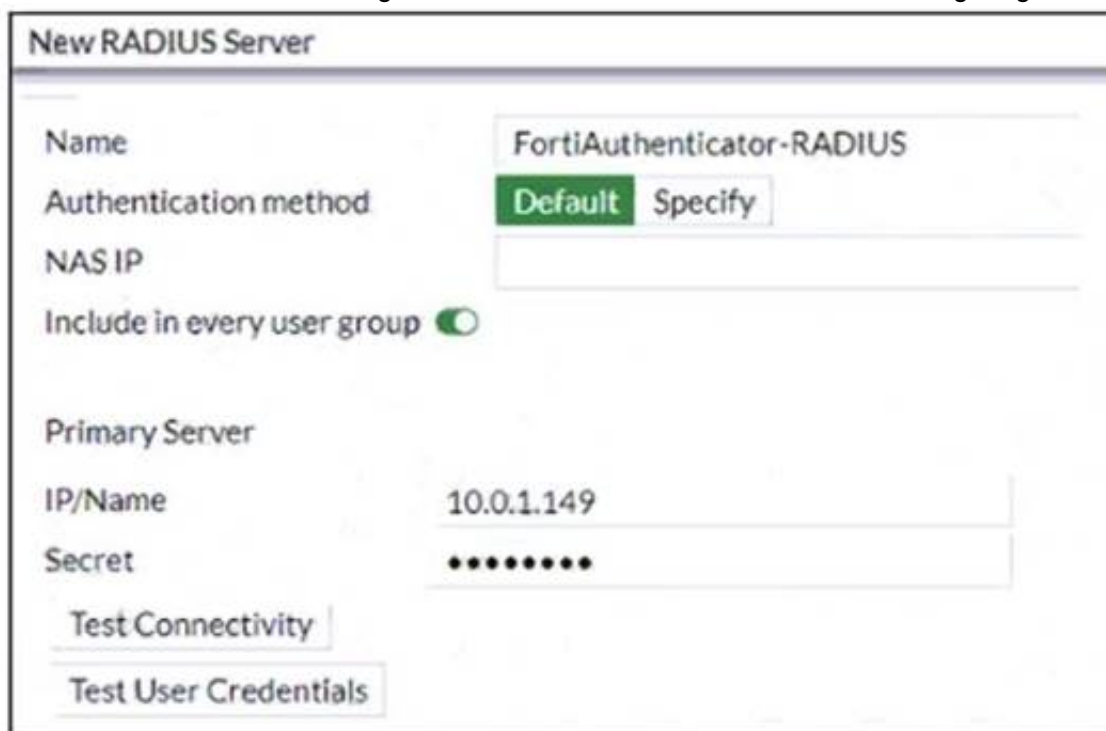 New RADIUS Server
Name FortiAuthenticator-RADIUS
Authentication method Default Specify
NAS IP
Include in every user group
Primary Server
IP/Name 10.0.1.149
Secret ••••••••
Test Connectivity
Test User Credentials